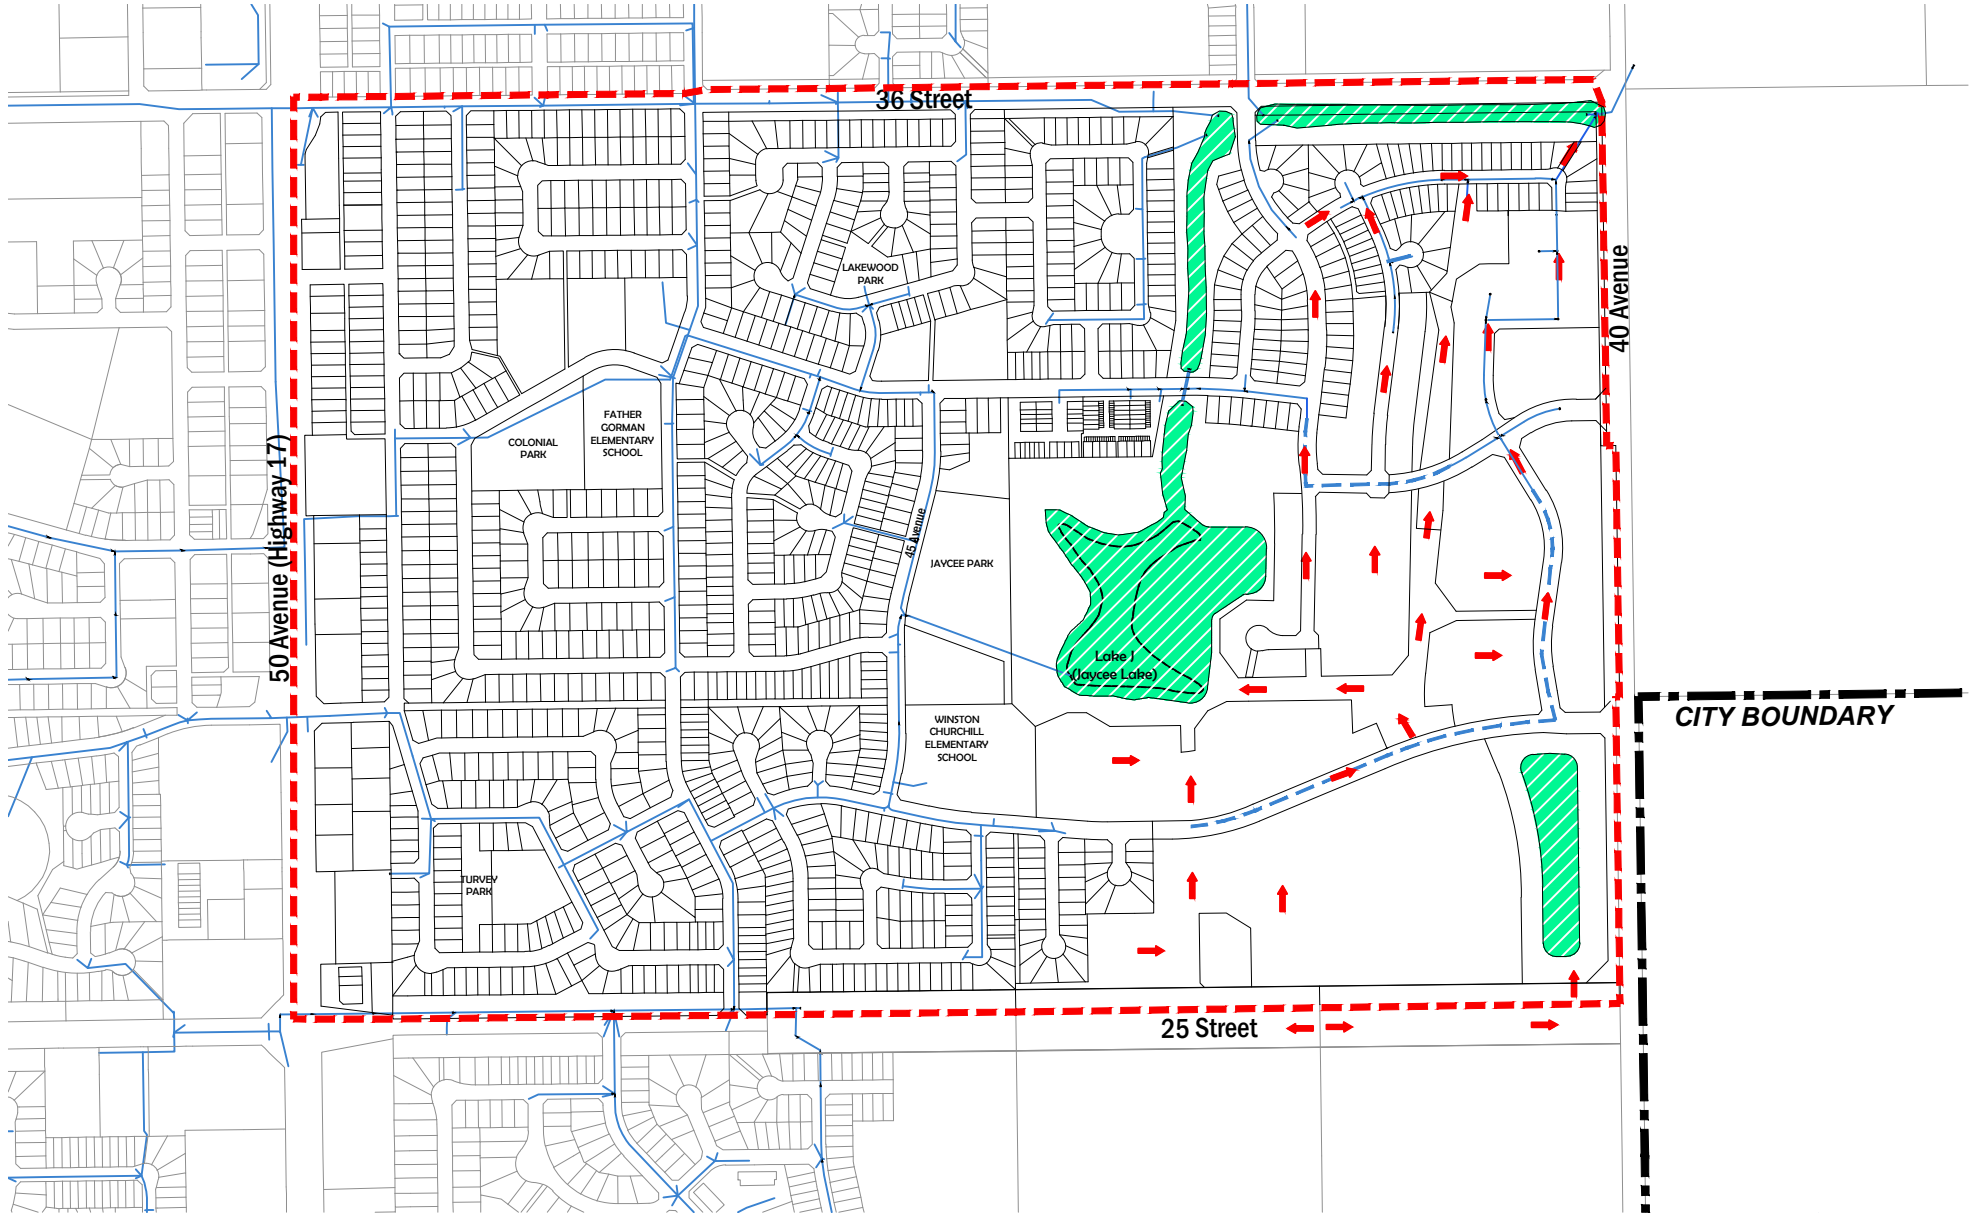 36 Street
LAKEWOOD
PARK
40 Avenue
FATHER
GORMAN
ELEMENTARY
SCHOOL
COLONIAL
PARK
50 Avenue (Highway 17)
45 Avenue
JAYCEE PARK
Lake J
(Jaycee Lake)
WINSTON
CHURCHILL
ELEMENTARY
SCHOOL
CITY BOUNDARY
TURVEY
PARK
25 Street